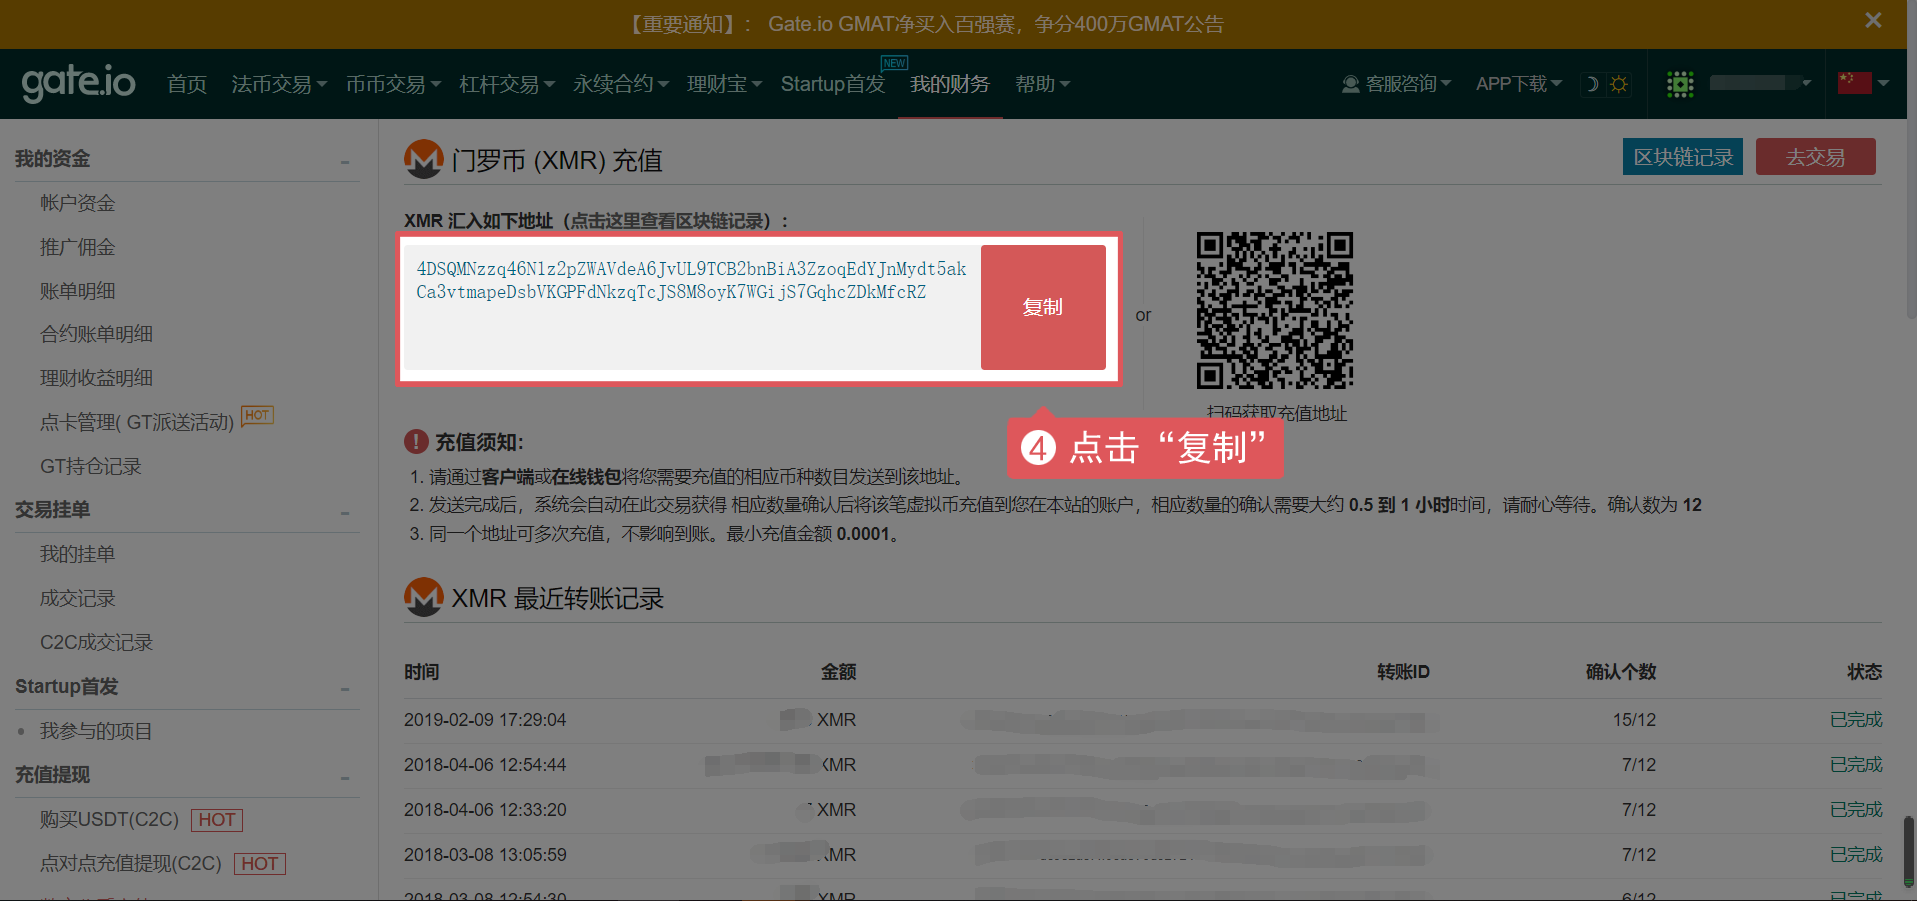 【重要通知】： Gate.io GMAT净买入百强赛，争分400万GMAT公告
gate.io
首页
法币交易
币币交易
杠杆交易
永续合约
理财宝
Startup首发
NEW
我的财务
帮助
客服咨询
APP下载
我的资金
帐户资金
推广佣金
账单明细
合约账单明细
理财收益明细
点卡管理( GT派送活动) HOT
GT持仓记录
交易挂单
我的挂单
成交记录
C2C成交记录
Startup首发
我参与的项目
充值提现
购买USDT(C2C) HOT
点对点充值提现(C2C) HOT
门罗币 (XMR) 充值
区块链记录
去交易
XMR 汇入如下地址（点击这里查看区块链记录）：
4DSQMNzzq46N1z2pZWAVdeA6JvUL9TCB2bnBiA3ZzoqEdYJnMydt5ak
Ca3vtmapeDsbVKGPFdNkzqTcJS8M8oyK7WGijS7GqhcZDkMfcRZ
复制
or
扫码获取充值地址
4 点击“复制”
充值须知:
1. 请通过客户端或在线钱包将您需要充值的相应币种数目发送到该地址。
2. 发送完成后，系统会自动在此交易获得 相应数量确认后将该笔虚拟币充值到您在本站的账户，相应数量的确认需要大约 0.5 到 1 小时时间，请耐心等待。确认数为 12
3. 同一个地址可多次充值，不影响到账。最小充值金额 0.0001。
XMR 最近转账记录
时间 金额 转账ID 确认个数 状态
2019-02-09 17:29:04 XMR 15/12 已完成
2018-04-06 12:54:44 XMR 7/12 已完成
2018-04-06 12:33:20 XMR 7/12 已完成
2018-03-08 13:05:59 XMR 7/12 已完成
2018-03-08 12:54:30 XMR 6/12 已完成